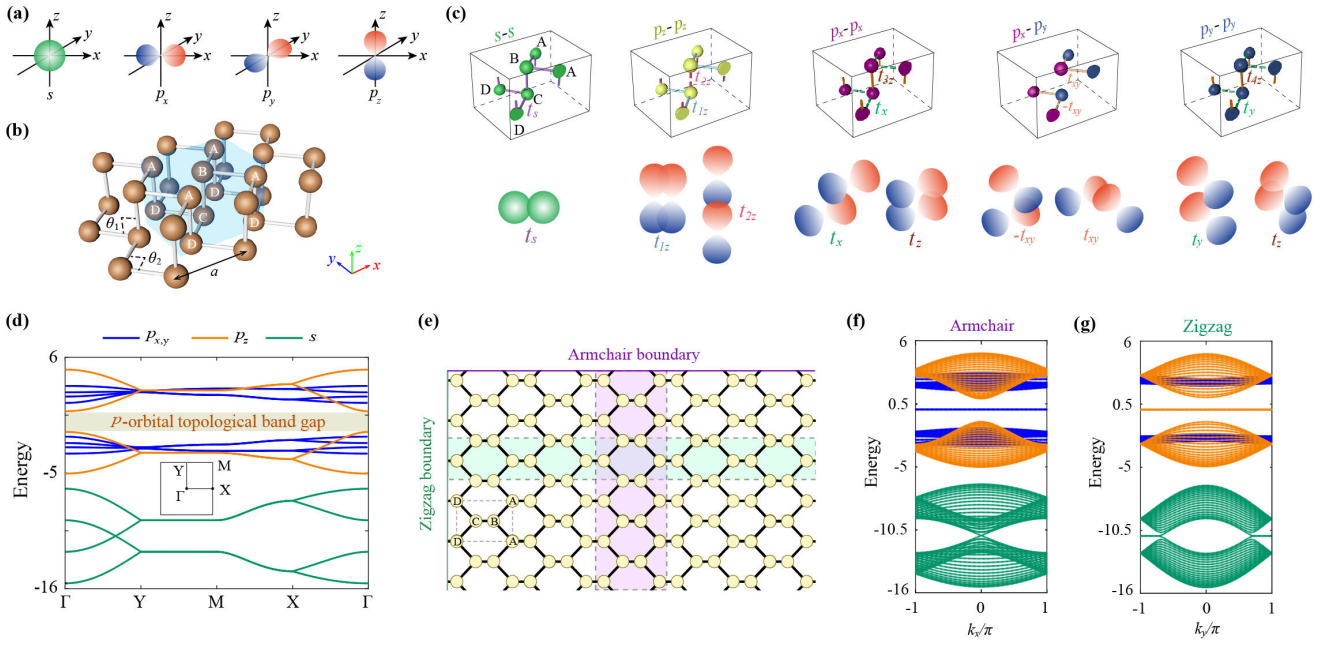 (a)
z
y
x
s
z
y
x
p_x
z
y
x
p_y
z
y
x
p_z
(b)
A
A
B
A
A
D
D
D
C
D
D
θ_1
θ_2
a
z
y
x
(c)
s-s
A
B
A
D
C
t_s
D
p_z-p_z
t_2z
t_1z
p_x-p_x
t_3z
t_x
p_x-p_y
t_xy
-t_xy
p_y-p_y
t_4z
t_y
t_s
t_1z
t_2z
t_x
t_z
-t_xy
t_xy
t_y
t_z
(d)
p_x,y
p_z
s
6
P-orbital topological band gap
-5
-16
Energy
Y
M
Γ
X
Γ
Y
M
X
Γ
(e)
Armchair boundary
Zigzag boundary
D
A
C
B
D
A
(f)
Armchair
6
0.5
-5
-10.5
-16
Energy
-1
0
1
k_x/π
(g)
Zigzag
6
0.5
-5
-10.5
-16
Energy
-1
0
1
k_y/π